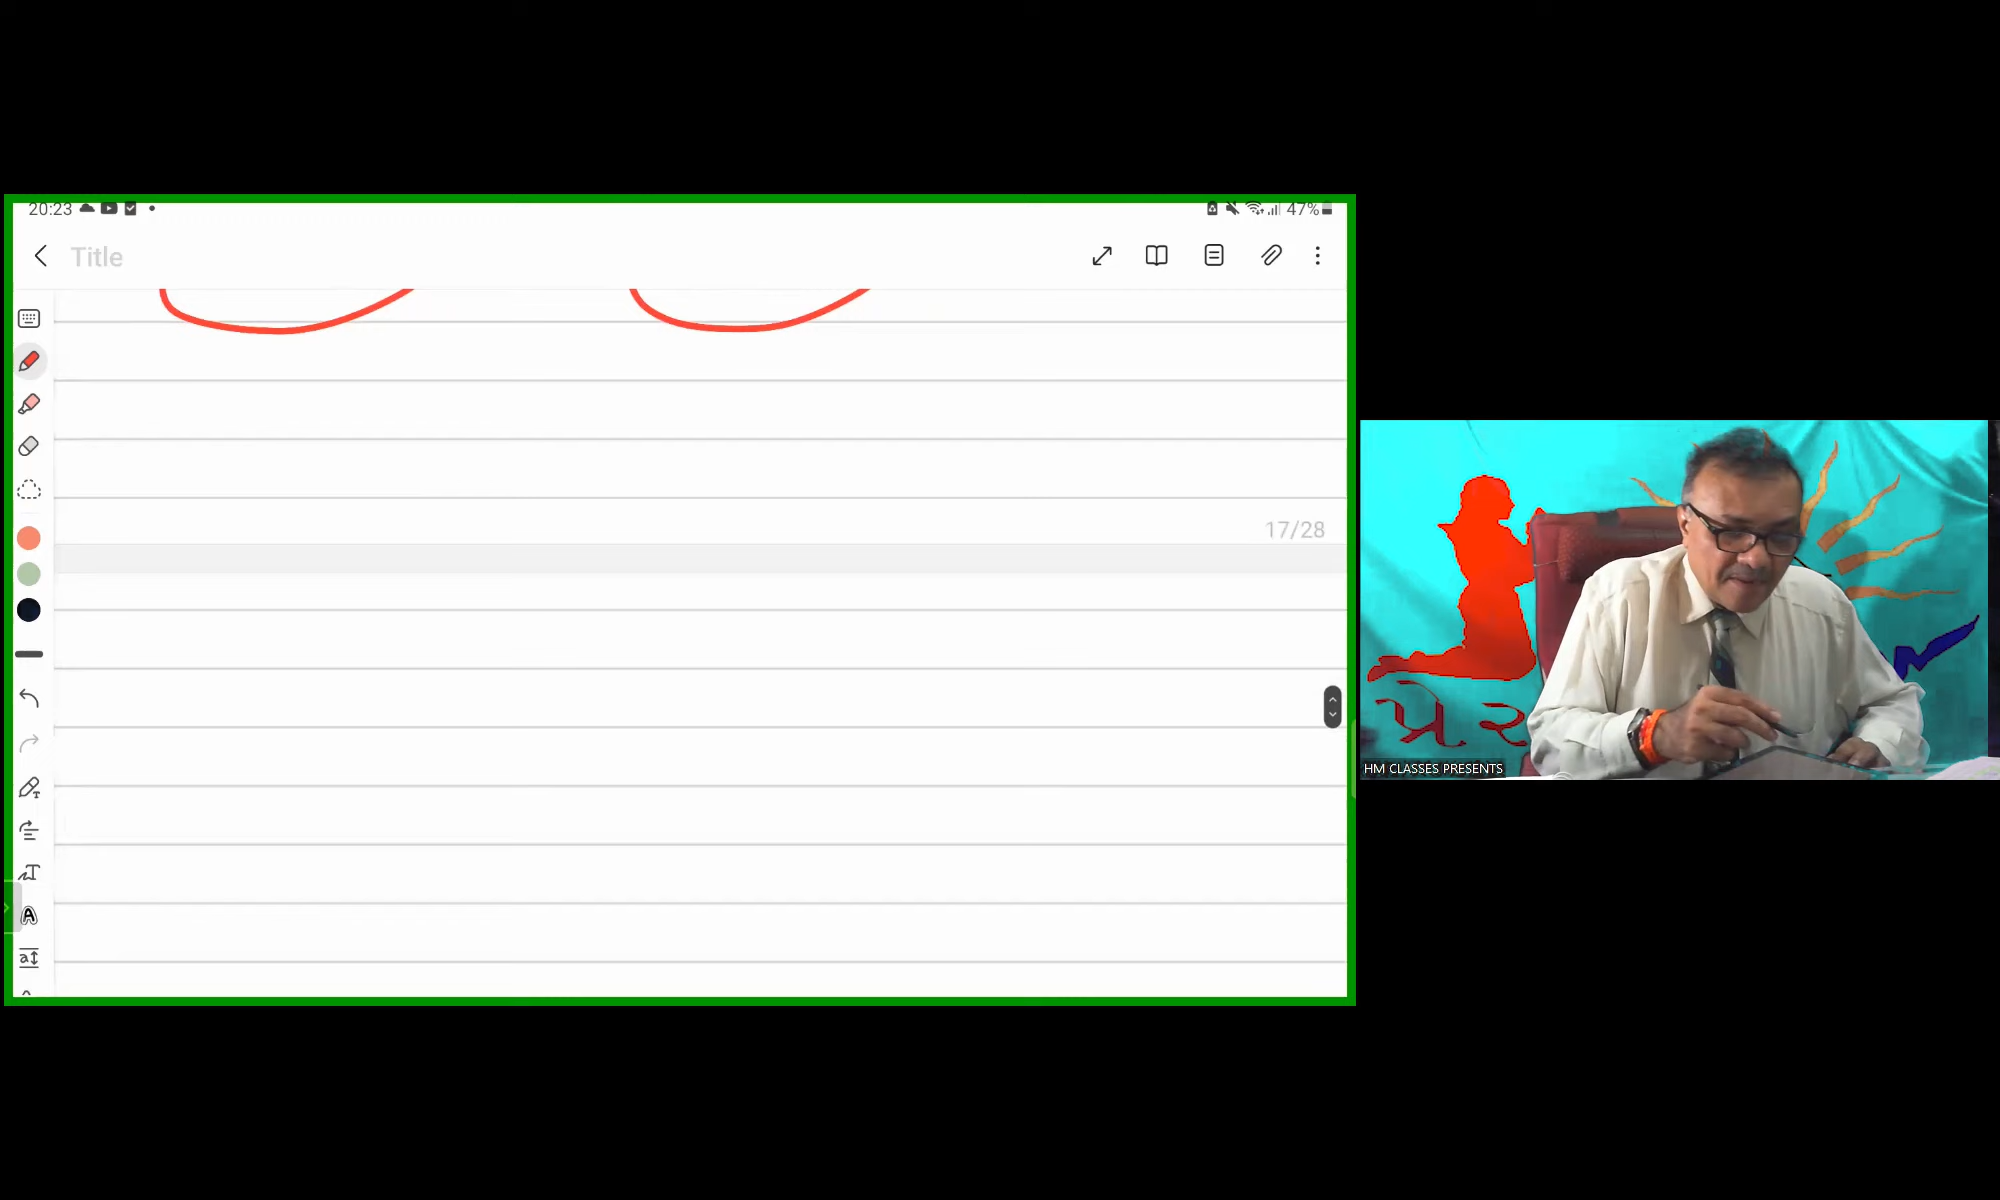 20:23
47%
Title
17/28
પ્રે ર
HM CLASSES PRESENTS